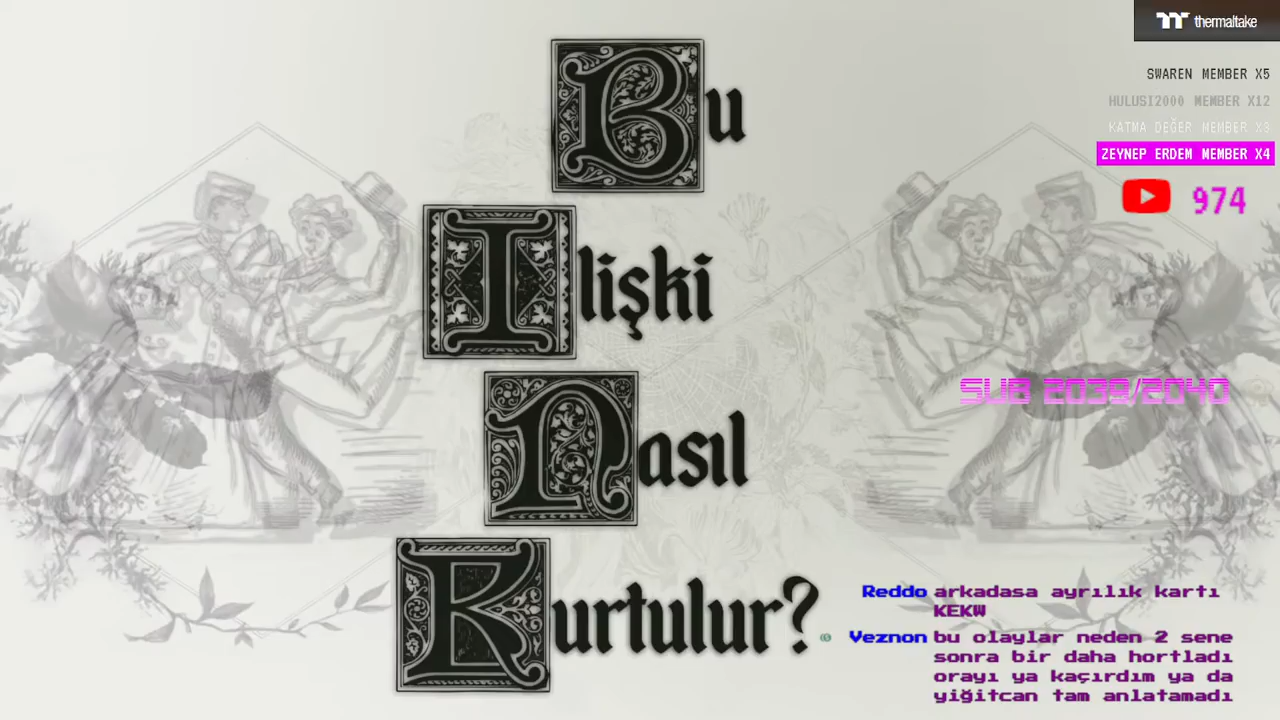 thermaltake
SWAREN MEMBER X5
HULUSI2000 MEMBER X12
KATMA DEĞER MEMBER X3
ZEYNEP ERDEM MEMBER X4
974
Bu
Ilişki
Nasıl
Kurtulur?
SUB 2039/2040
Reddo arkadasa ayrılık kartı
KEKW
Veznon bu olaylar neden 2 sene
sonra bir daha hortladı
orayı ya kaçırdım ya da
yiğitcan tam anlatamadı